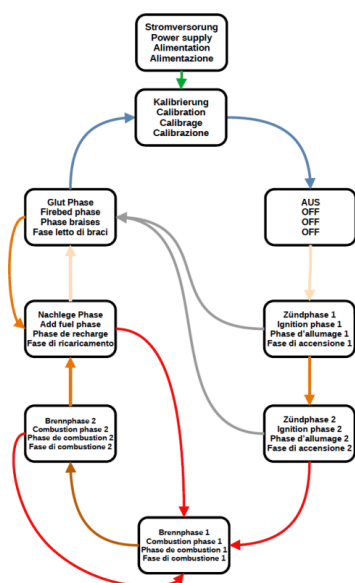 Stromversorung
Power supply
Alimentation
Alimentazione
Kalibrierung
Calibration
Calibrage
Calibrazione
Glut Phase
Firebed phase
Phase braises
Fase letto di braci
AUS
OFF
OFF
OFF
Nachlege Phase
Add fuel phase
Phase de recharge
Fase di ricaricamento
Zündphase 1
Ignition phase 1
Phase d'allumage 1
Fase di accensione 1
Brennphase 2
Combustion phase 2
Phase de combustion 2
Fase di combustione 2
Zündphase 2
Ignition phase 2
Phase d'allumage 2
Fase di accensione 2
Brennphase 1
Combustion phase 1
Phase de combustion 1
Fase di combustione 1